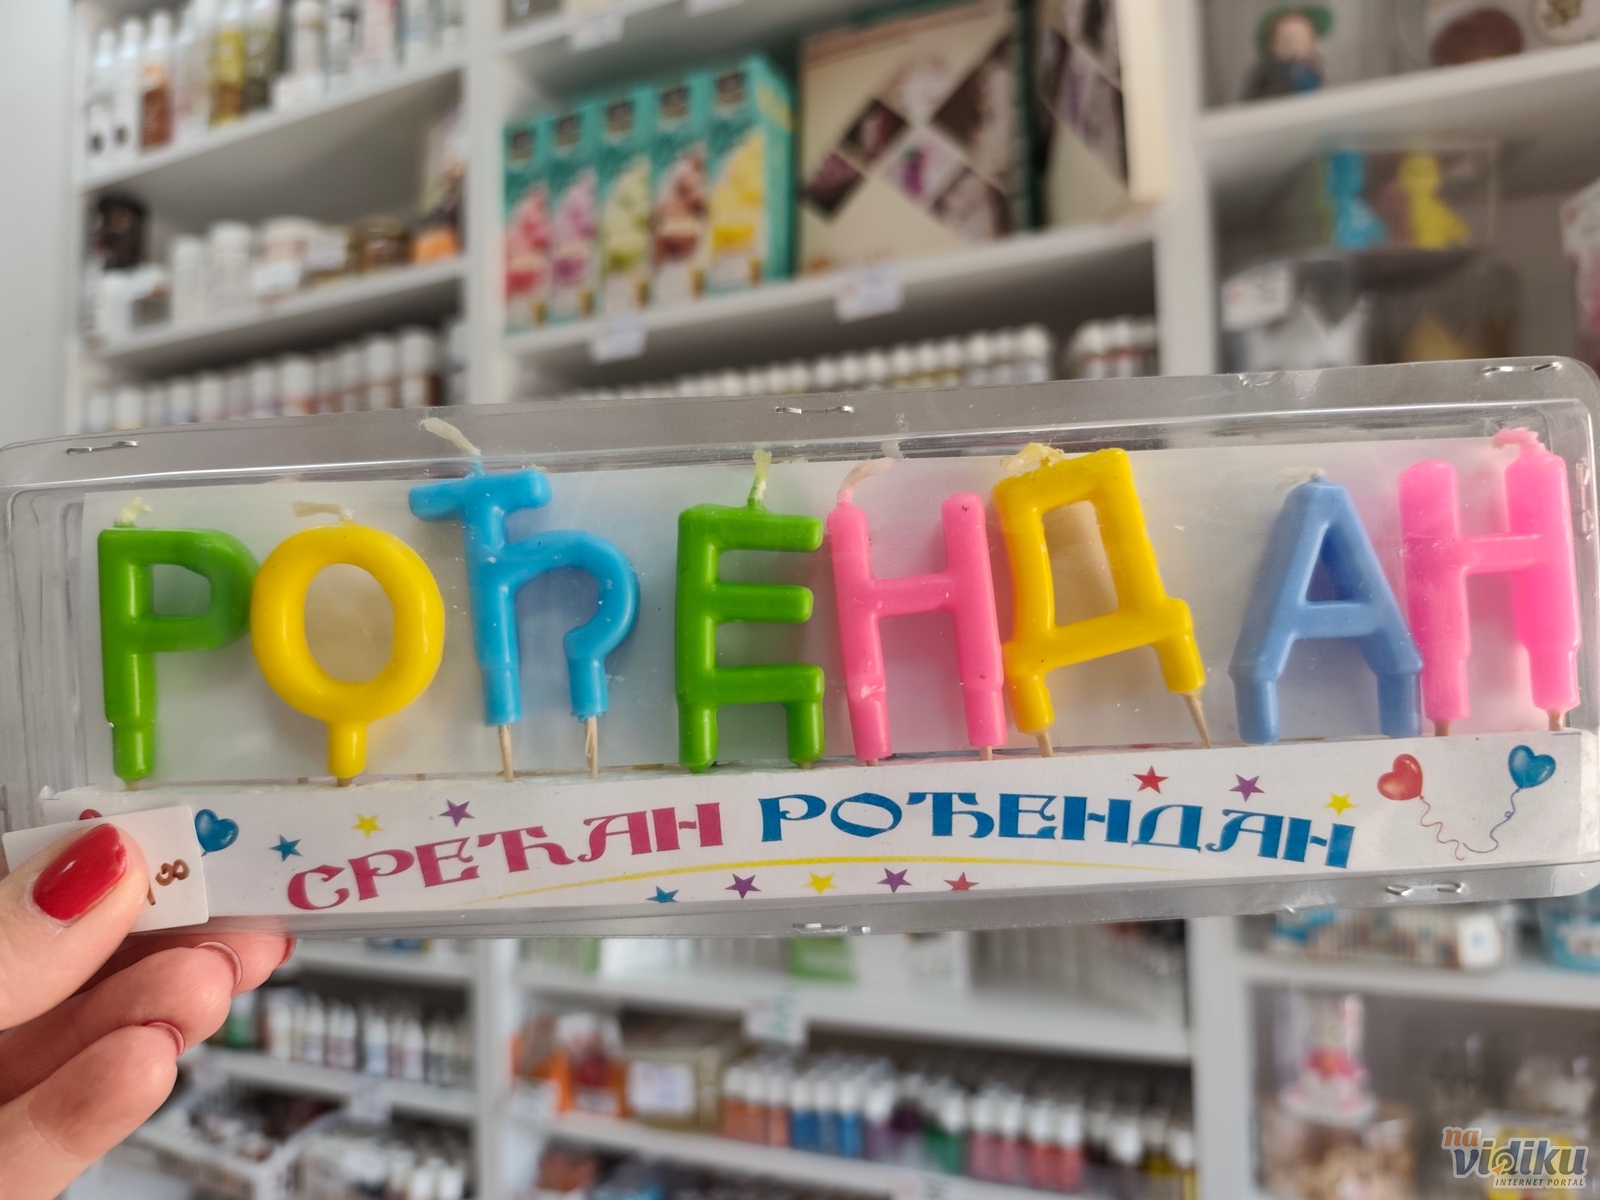 РОЂЕНДАН
СРЕЋАН РОЂЕНДАН
na
vidiku
INTERNET PORTAL